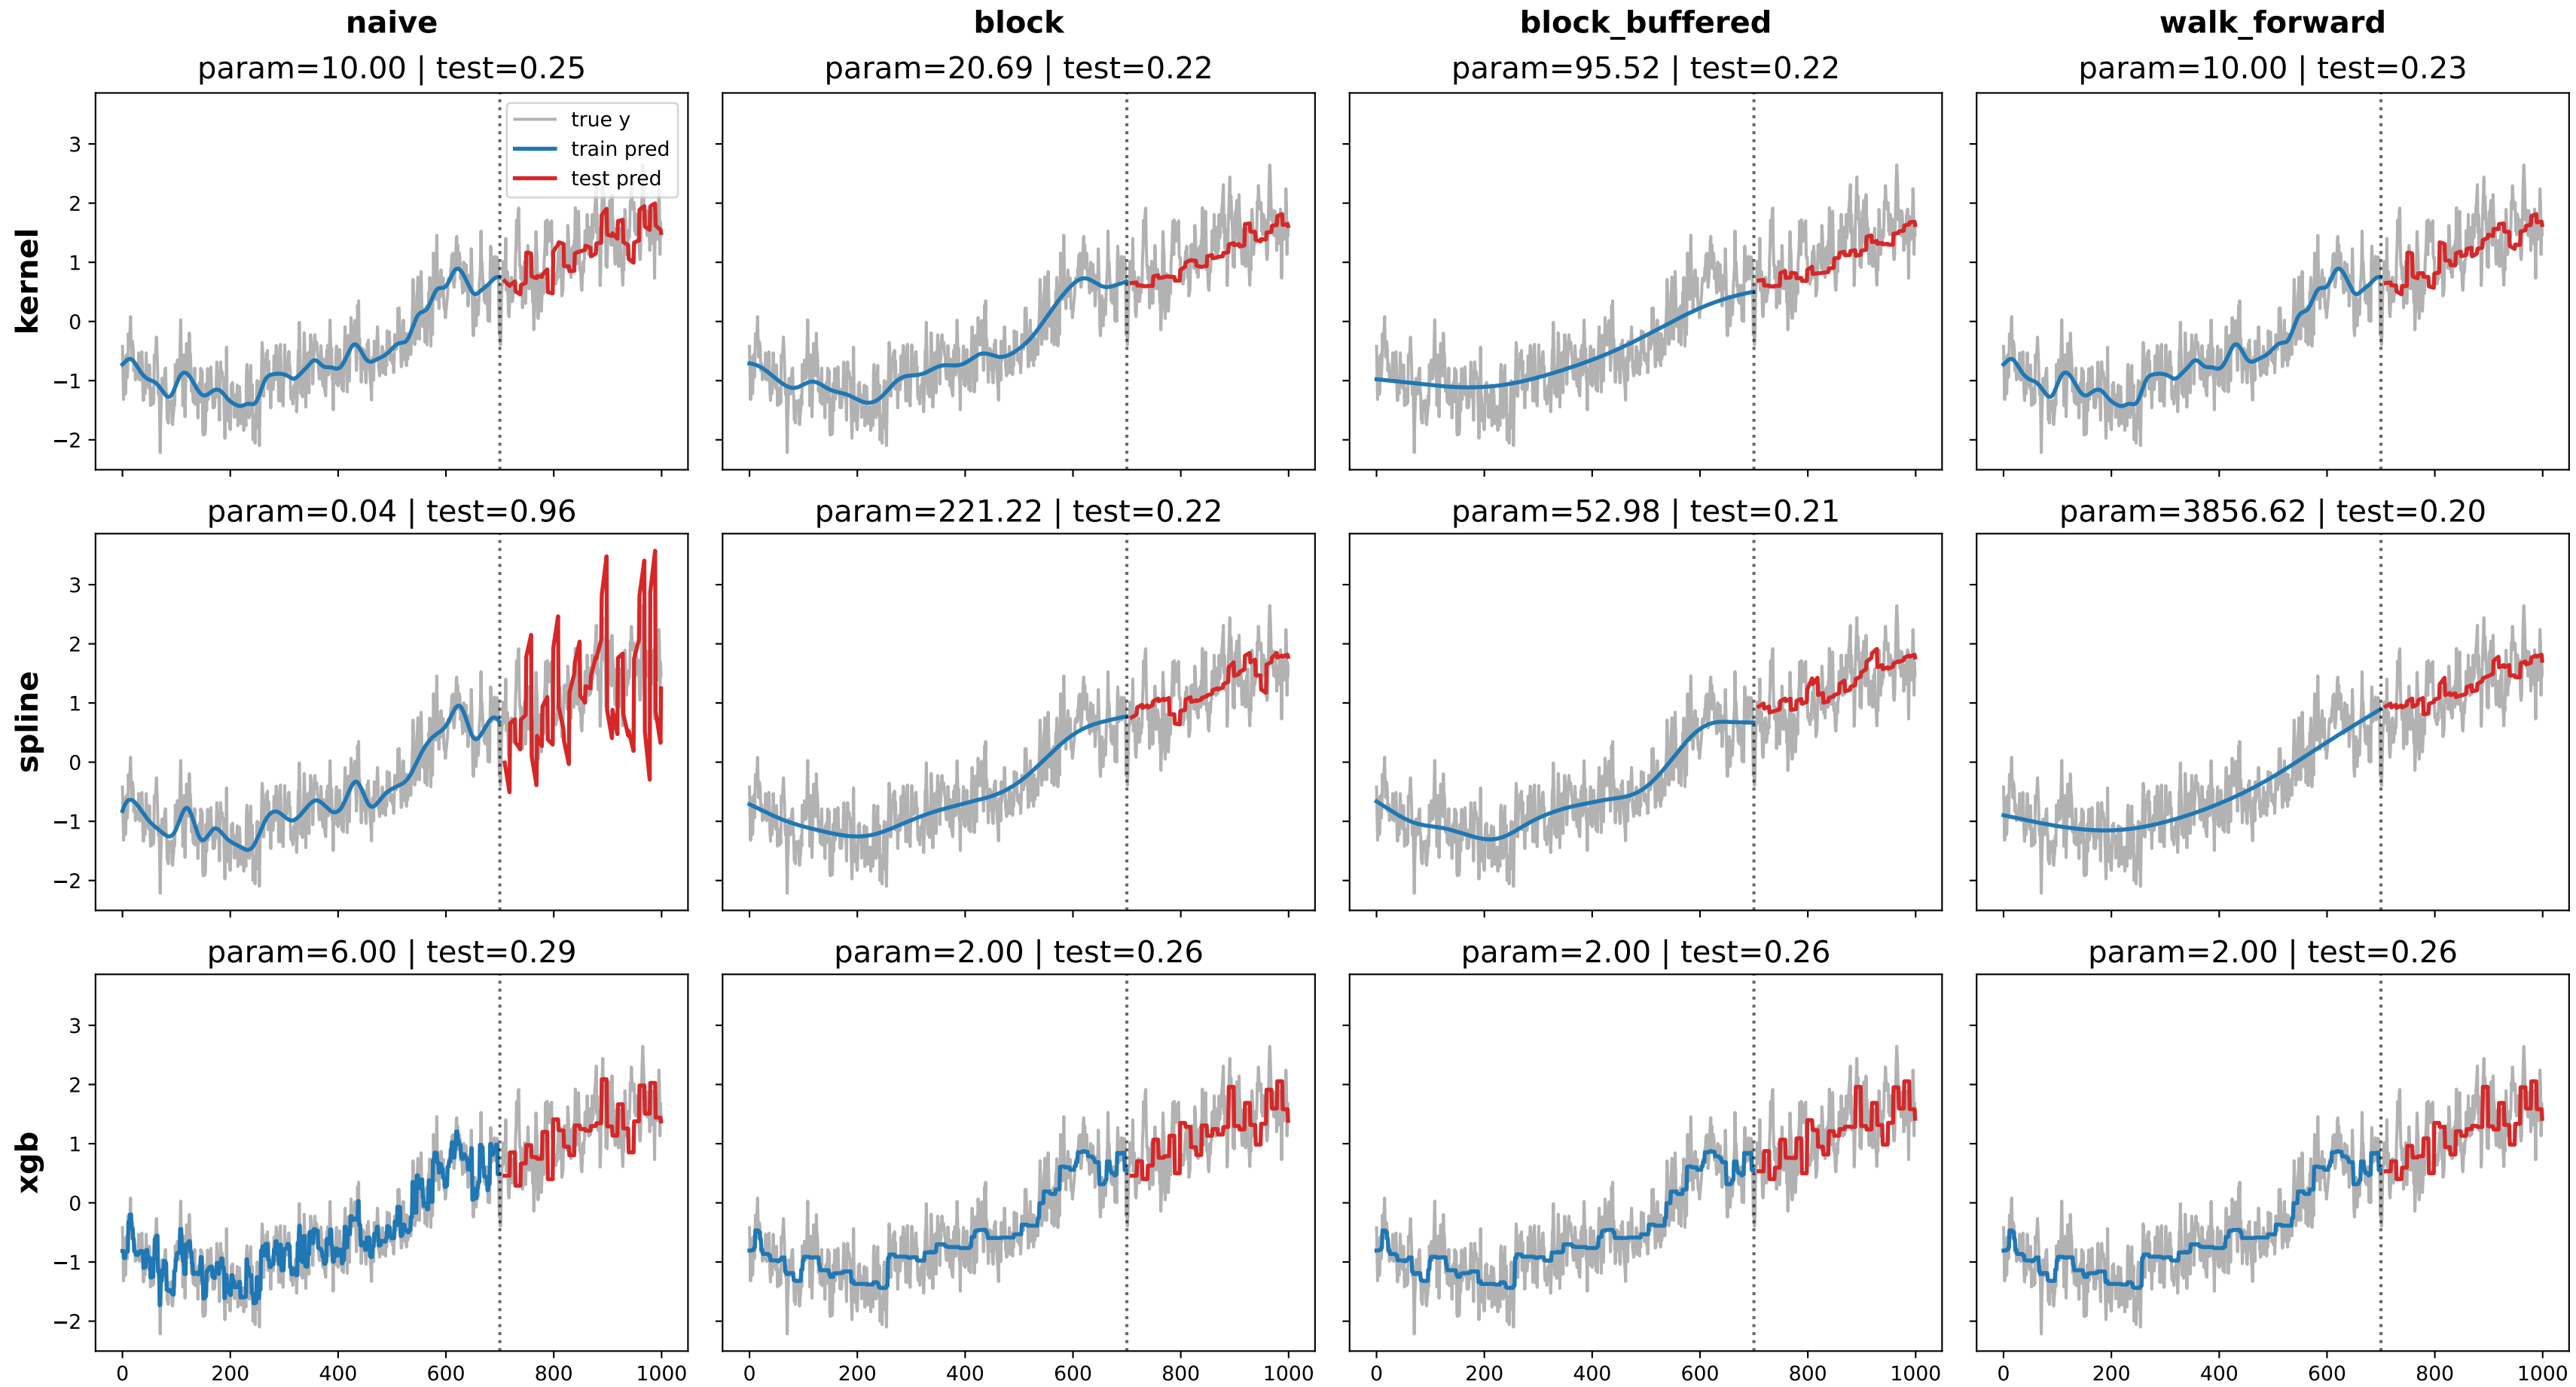 naive block block_buffered walk_forward
param=10.00 | test=0.25 param=20.69 | test=0.22 param=95.52 | test=0.22 param=10.00 | test=0.23
true y
train pred
test pred
kernel
3
2
1
0
−1
−2
0 200 400 600 800 1000
param=0.04 | test=0.96 param=221.22 | test=0.22 param=52.98 | test=0.21 param=3856.62 | test=0.20
spline
3
2
1
0
−1
−2
param=6.00 | test=0.29 param=2.00 | test=0.26 param=2.00 | test=0.26 param=2.00 | test=0.26
xgb
3
2
1
0
−1
−2
0 200 400 600 800 1000 0 200 400 600 800 1000 0 200 400 600 800 1000 0 200 400 600 800 1000